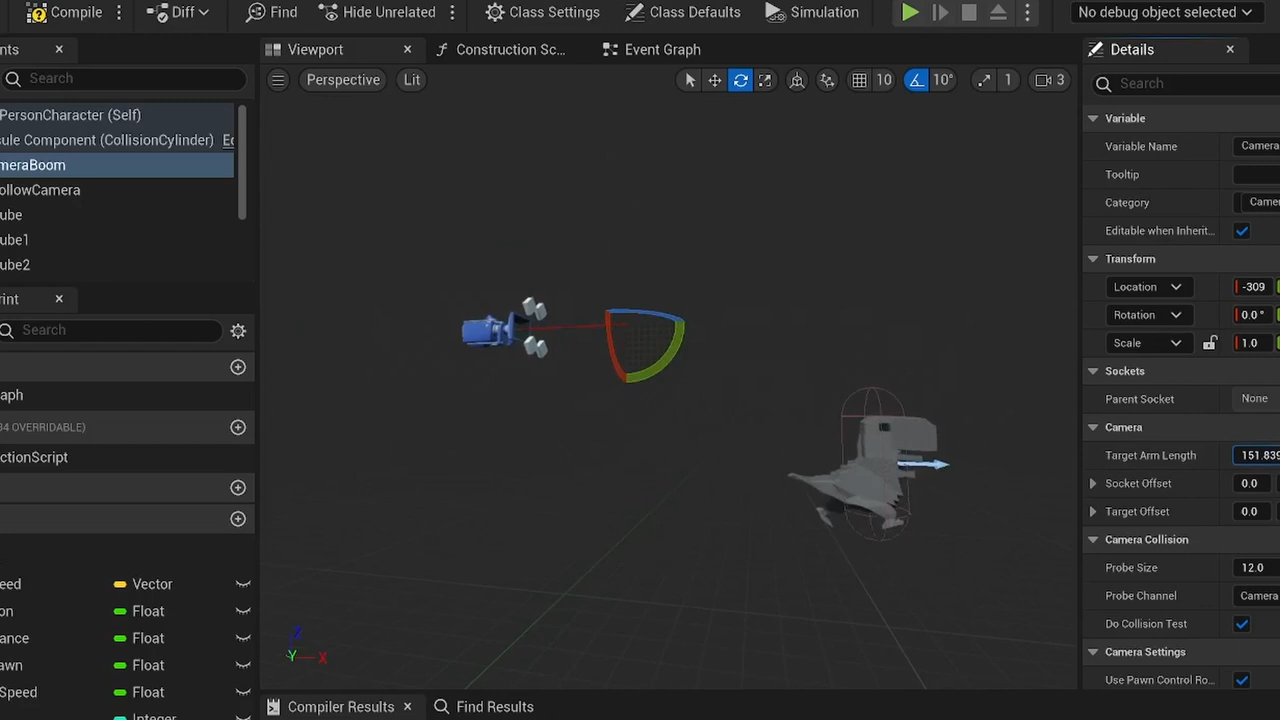 Compile
Diff
Find
Hide Unrelated
Class Settings
Class Defaults
Simulation
No debug object selected
nts
Viewport
Construction Sc...
Event Graph
Details
Search
Perspective
Lit
10
10°
1
3
Search
PersonCharacter (Self)
sule Component (CollisionCylinder)
meraBoom
ollowCamera
ube
ube1
ube2
rint
Search
raph
34 OVERRIDABLE)
ctionScript
eed
Vector
on
Float
ance
Float
awn
Float
Speed
Float
Integer
Z
Y
X
Variable
Variable Name
Camera
Tooltip
Category
Came
Editable when Inherit...
Transform
Location
-309
Rotation
0.0 °
Scale
1.0
Sockets
Parent Socket
None
Camera
Target Arm Length
151.839
Socket Offset
0.0
Target Offset
0.0
Camera Collision
Probe Size
12.0
Probe Channel
Camera
Do Collision Test
Camera Settings
Use Pawn Control Ro...
Compiler Results
Find Results